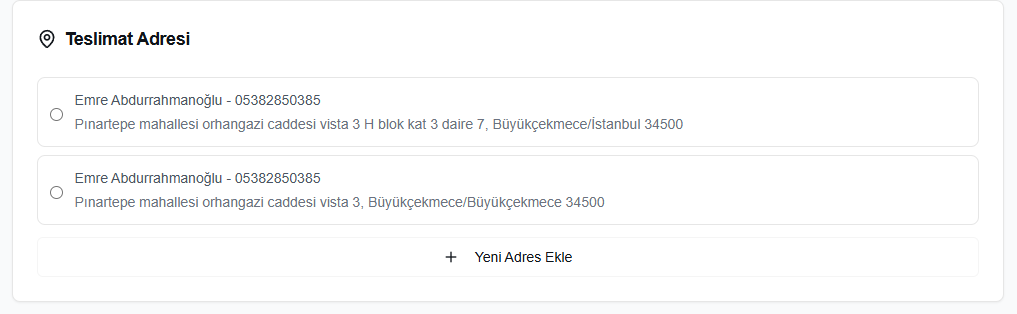 Teslimat Adresi
Emre Abdurrahmanoğlu - 05382850385
Pınartepe mahallesi orhangazi caddesi vista 3 H blok kat 3 daire 7, Büyükçekmece/İstanbul 34500
Emre Abdurrahmanoğlu - 05382850385
Pınartepe mahallesi orhangazi caddesi vista 3, Büyükçekmece/Büyükçekmece 34500
+ Yeni Adres Ekle